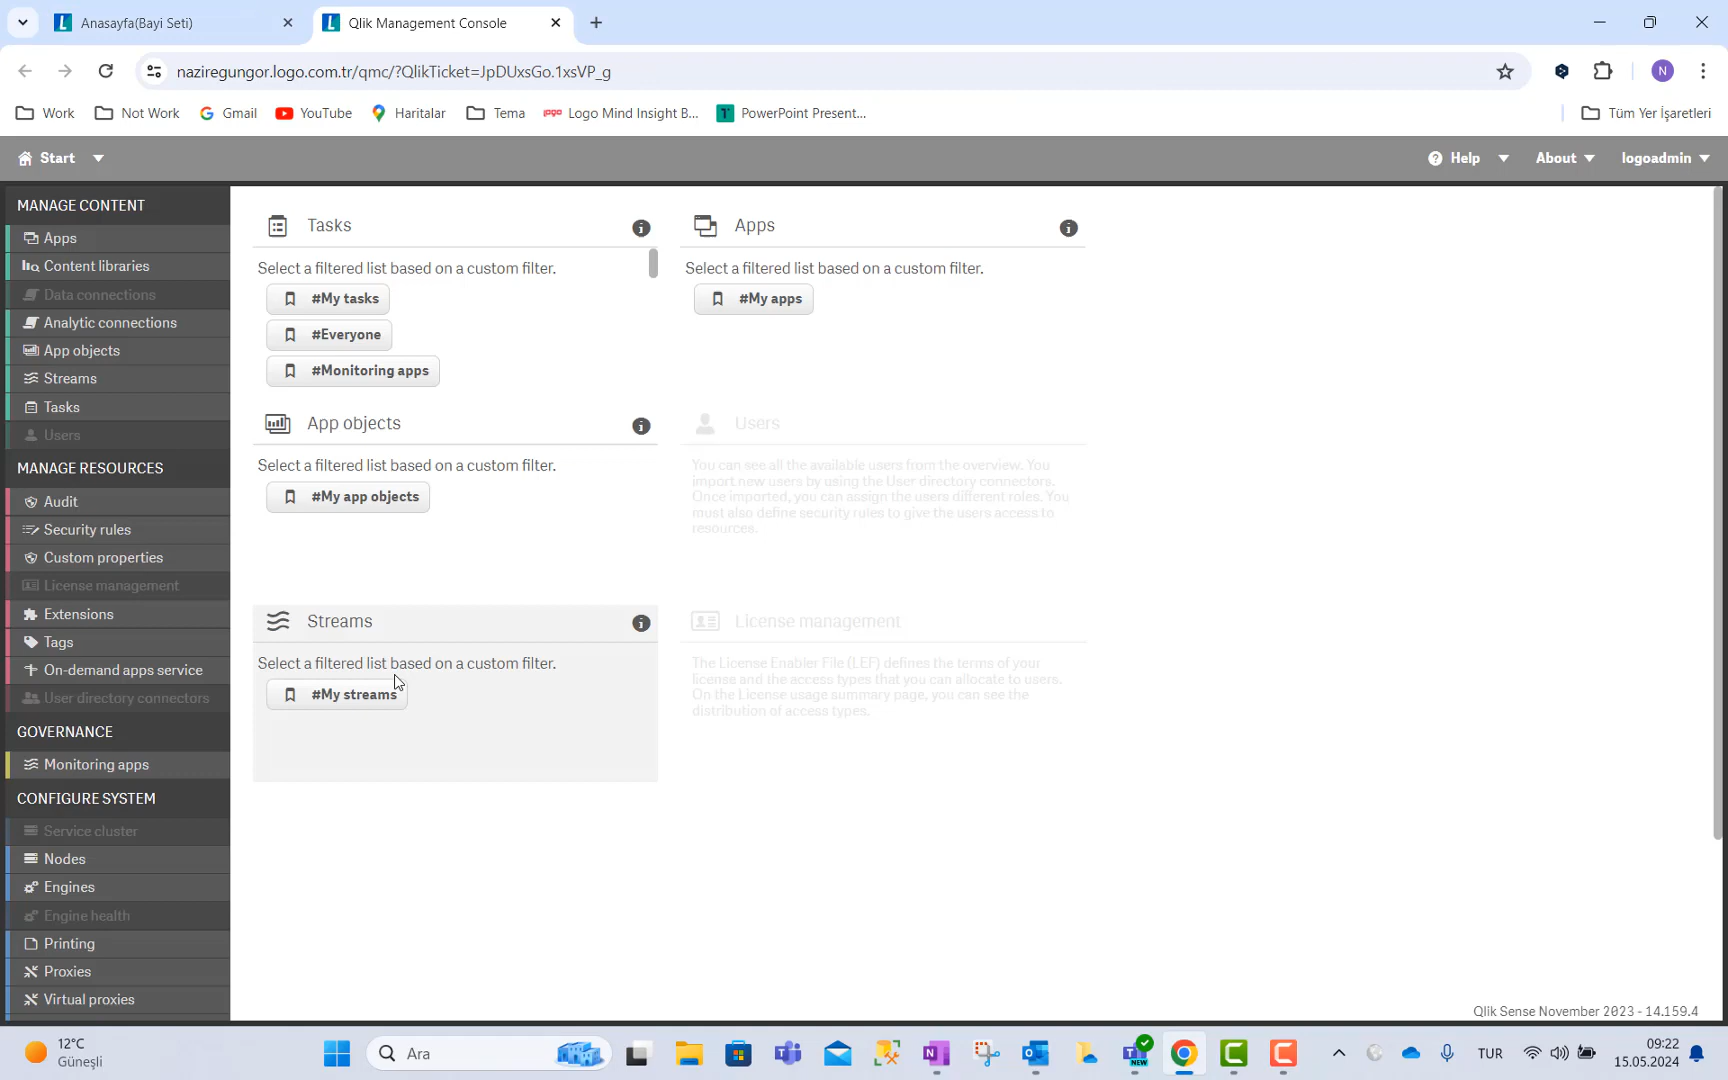 Anasayfa(Bayi Seti)
Qlik Management Console
naziregungor.logo.com.tr/qmc/?QlikTicket=JpDUxsGo.1xsVP_g
N
Work
Not Work
Gmail
YouTube
Haritalar
Tema
Logo Mind Insight B...
PowerPoint Present...
Tüm Yer İşaretleri
Start
Help
About
logoadmin
MANAGE CONTENT
Apps
Content libraries
Data connections
Analytic connections
App objects
Streams
Tasks
Users
MANAGE RESOURCES
Audit
Security rules
Custom properties
License management
Extensions
Tags
On-demand apps service
User directory connectors
GOVERNANCE
Monitoring apps
CONFIGURE SYSTEM
Service cluster
Nodes
Engines
Engine health
Printing
Proxies
Virtual proxies
Tasks
Select a filtered list based on a custom filter.
#My tasks
#Everyone
#Monitoring apps
Apps
Select a filtered list based on a custom filter.
#My apps
App objects
Select a filtered list based on a custom filter.
#My app objects
Users
You can see all the available users from the overview. You
import new users by using the User directory connectors.
Once imported, you can assign the users different roles. You
must also define security rules to give the users access to
resources.
Streams
Select a filtered list based on a custom filter.
#My streams
License management
The License Enabler File (LEF) defines the terms of your
license and the access types that you can allocate to users.
On the License usage summary page, you can see the
distribution of access types.
Qlik Sense November 2023 - 14.159.4
12°C
Güneşli
Ara
NEW
TUR
09:22
15.05.2024